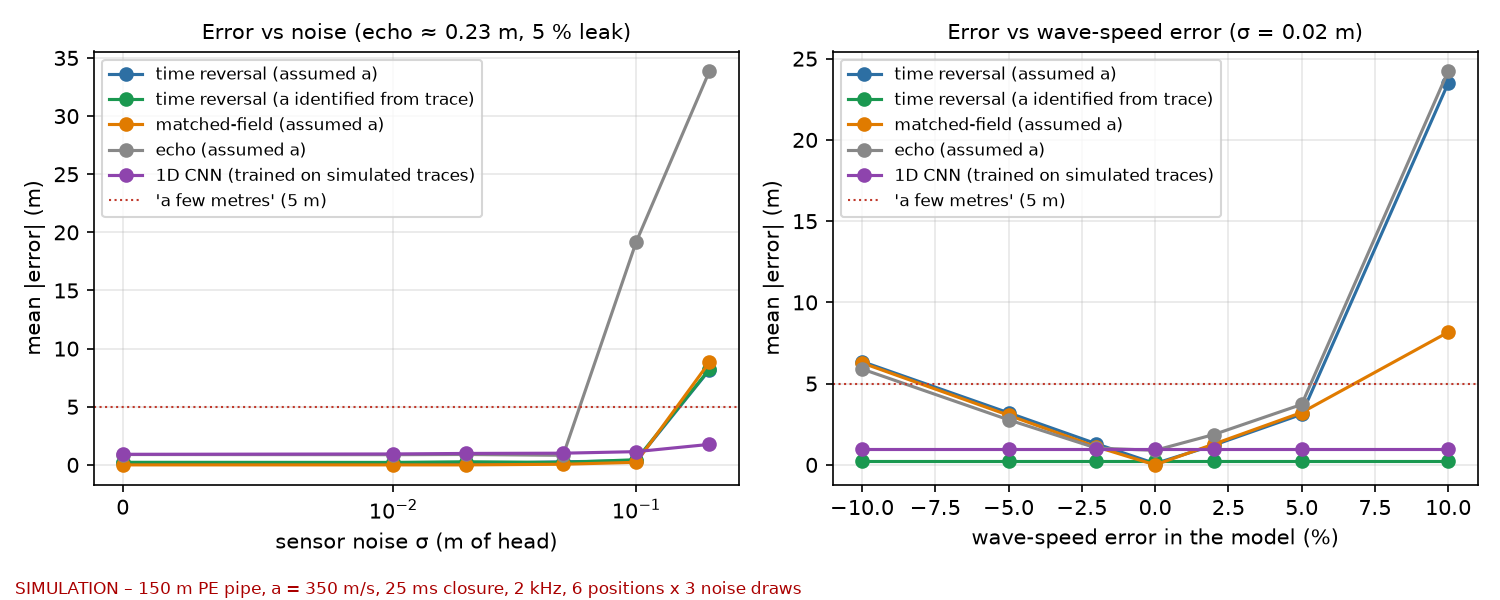 Error vs noise (echo ≈ 0.23 m, 5 % leak)
mean |error| (m)
35
30
25
20
15
10
5
0
time reversal (assumed a)
time reversal (a identified from trace)
matched-field (assumed a)
echo (assumed a)
1D CNN (trained on simulated traces)
'a few metres' (5 m)
0
10⁻²
10⁻¹
sensor noise σ (m of head)
Error vs wave-speed error (σ = 0.02 m)
mean |error| (m)
25
20
15
10
5
0
time reversal (assumed a)
time reversal (a identified from trace)
matched-field (assumed a)
echo (assumed a)
1D CNN (trained on simulated traces)
'a few metres' (5 m)
−10.0 −7.5 −5.0 −2.5 0.0 2.5 5.0 7.5 10.0
wave-speed error in the model (%)
SIMULATION – 150 m PE pipe, a = 350 m/s, 25 ms closure, 2 kHz, 6 positions x 3 noise draws